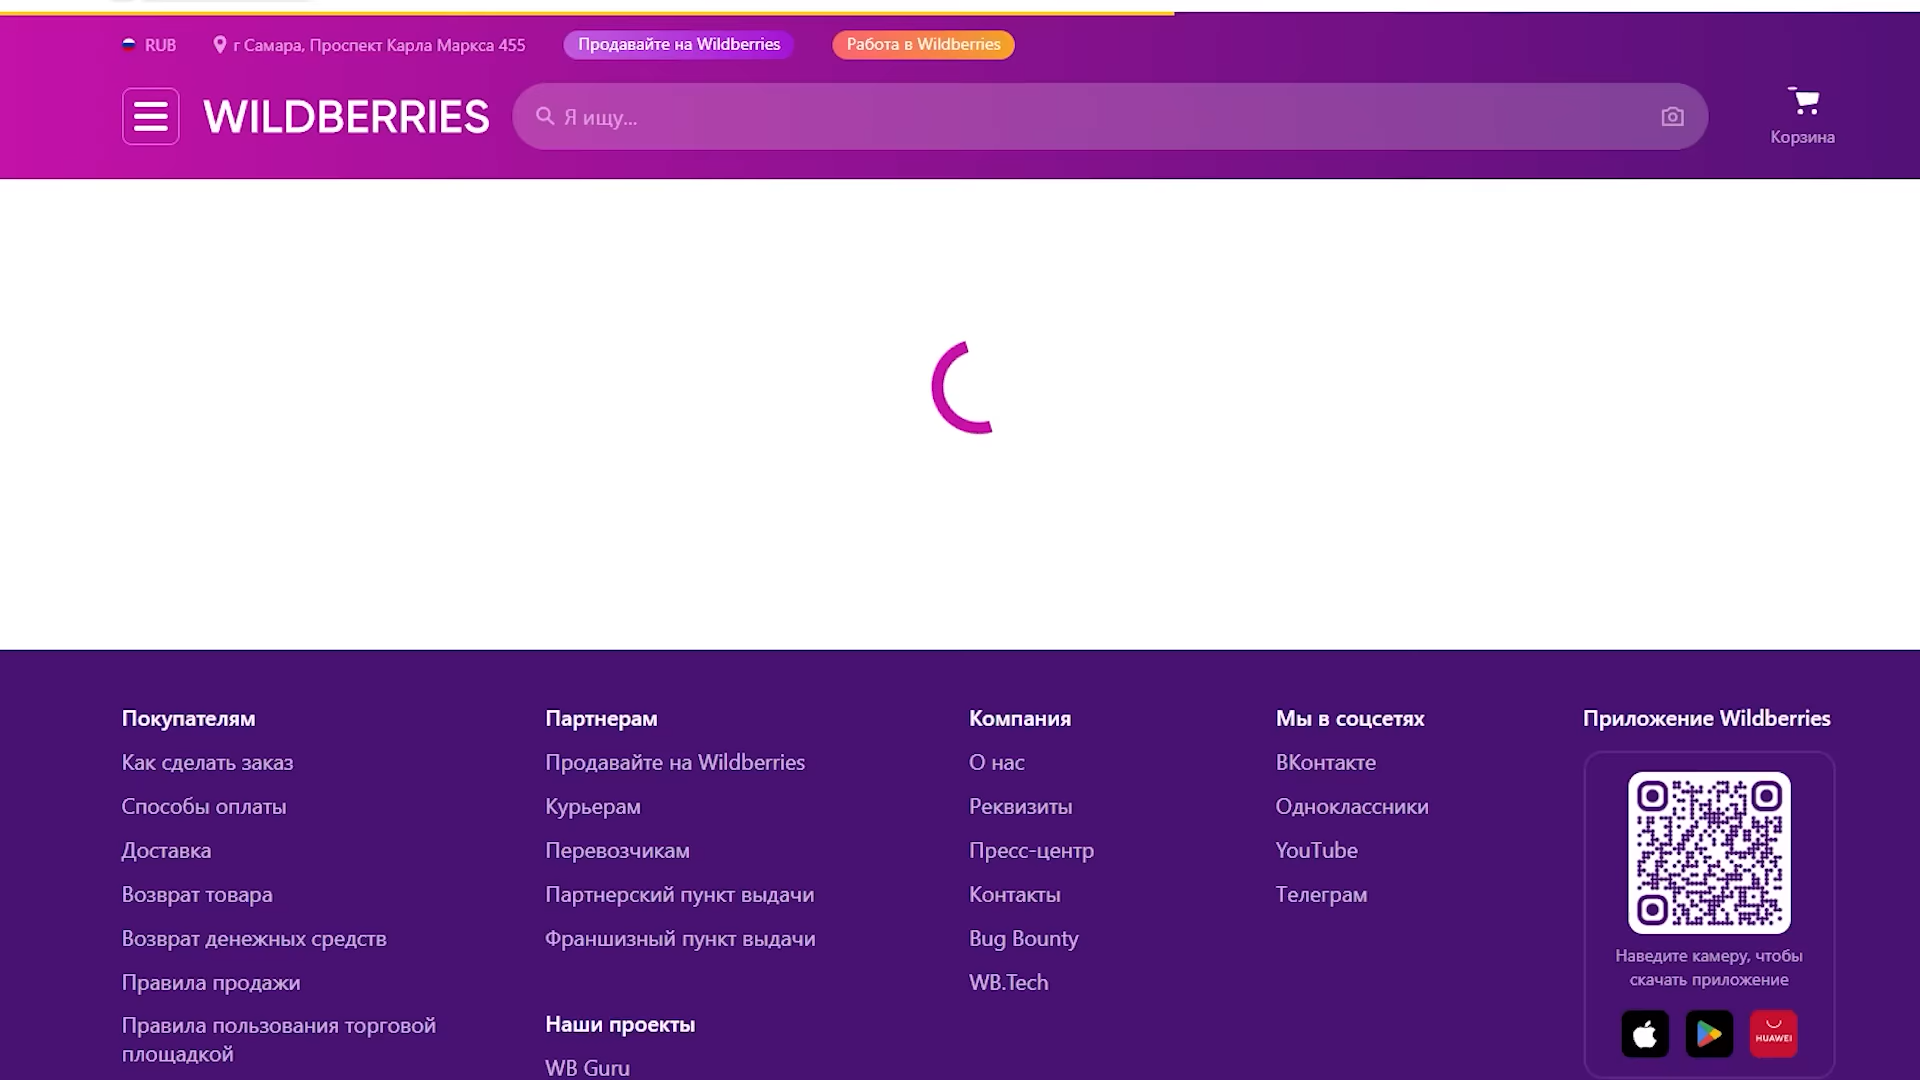 RUB
г Самара, Проспект Карла Маркса 455
Продавайте на Wildberries
Работа в Wildberries
WILDBERRIES
Я ищу...
Корзина
Покупателям
Как сделать заказ
Способы оплаты
Доставка
Возврат товара
Возврат денежных средств
Правила продажи
Правила пользования торговой
площадкой
Партнерам
Продавайте на Wildberries
Курьерам
Перевозчикам
Партнерский пункт выдачи
Франшизный пункт выдачи
Наши проекты
WB Guru
Компания
О нас
Реквизиты
Пресс-центр
Контакты
Bug Bounty
WB.Tech
Мы в соцсетях
ВКонтакте
Одноклассники
YouTube
Телеграм
Приложение Wildberries
Наведите камеру, чтобы
скачать приложение
HUAWEI